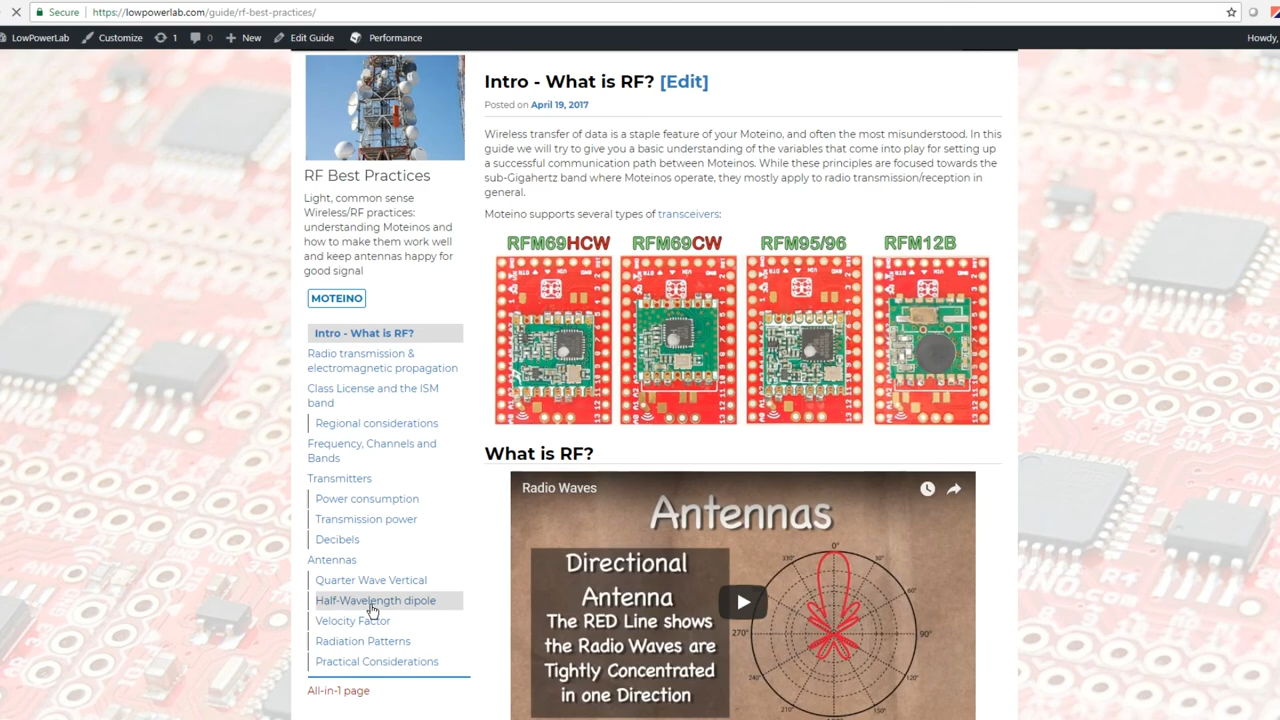 Secure https://lowpowerlab.com/guide/rf-best-practices/
LowPowerLab Customize 1 0 New Edit Guide Performance Howdy,
RF Best Practices
Light, common sense
Wireless/RF practices:
understanding Moteinos and
how to make them work well
and keep antennas happy for
good signal
MOTEINO
Intro - What is RF?
Radio transmission &
electromagnetic propagation
Class License and the ISM
band
Regional considerations
Frequency, Channels and
Bands
Transmitters
Power consumption
Transmission power
Decibels
Antennas
Quarter Wave Vertical
Half-Wavelength dipole
Velocity Factor
Radiation Patterns
Practical Considerations
All-in-1 page
Intro - What is RF? [Edit]
Posted on April 19, 2017
Wireless transfer of data is a staple feature of your Moteino, and often the most misunderstood. In this
guide we will try to give you a basic understanding of the variables that come into play for setting up
a successful communication path between Moteinos. While these principles are focused towards the
sub-Gigahertz band where Moteinos operate, they mostly apply to radio transmission/reception in
general.
Moteino supports several types of transceivers:
RFM69HCW RFM69CW RFM95/96 RFM12B
What is RF?
Radio Waves
Antennas
Directional
Antenna
The RED Line shows
the Radio Waves are
Tightly Concentrated
in one Direction
0°
330° 30°
270° 90°
240° 120°
210°